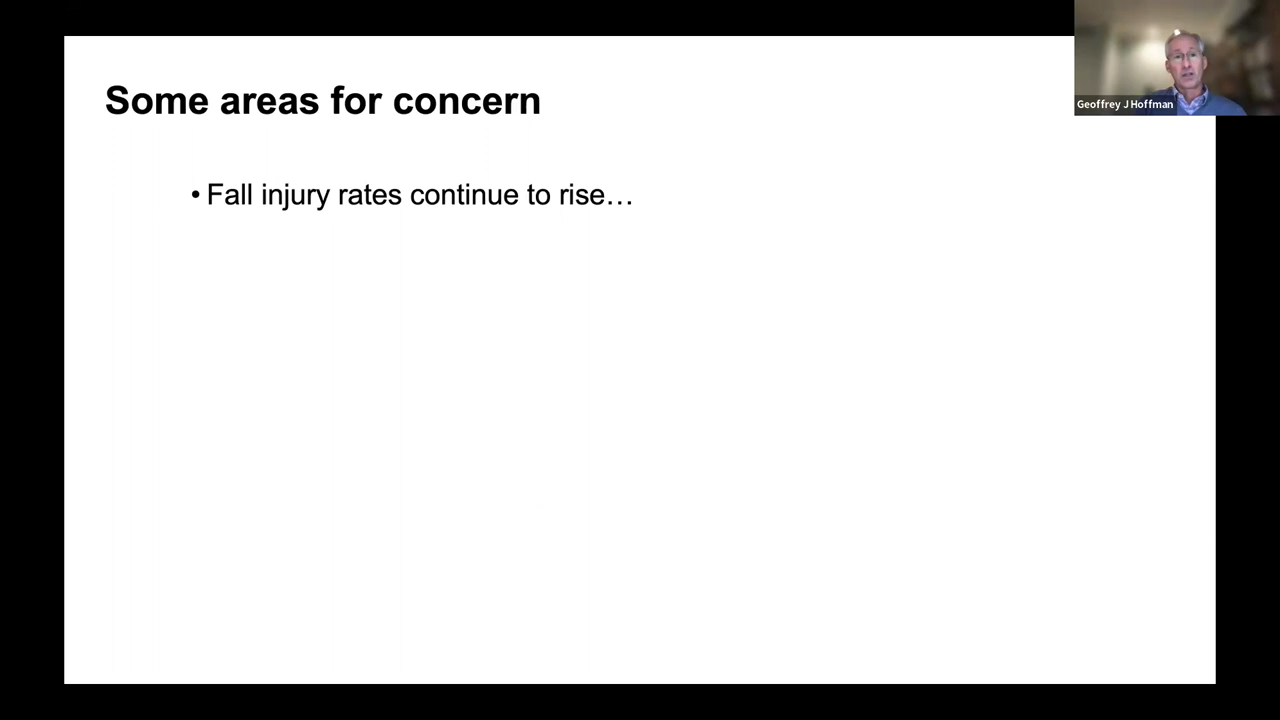 Some areas for concern
• Fall injury rates continue to rise…
Geoffrey J Hoffman